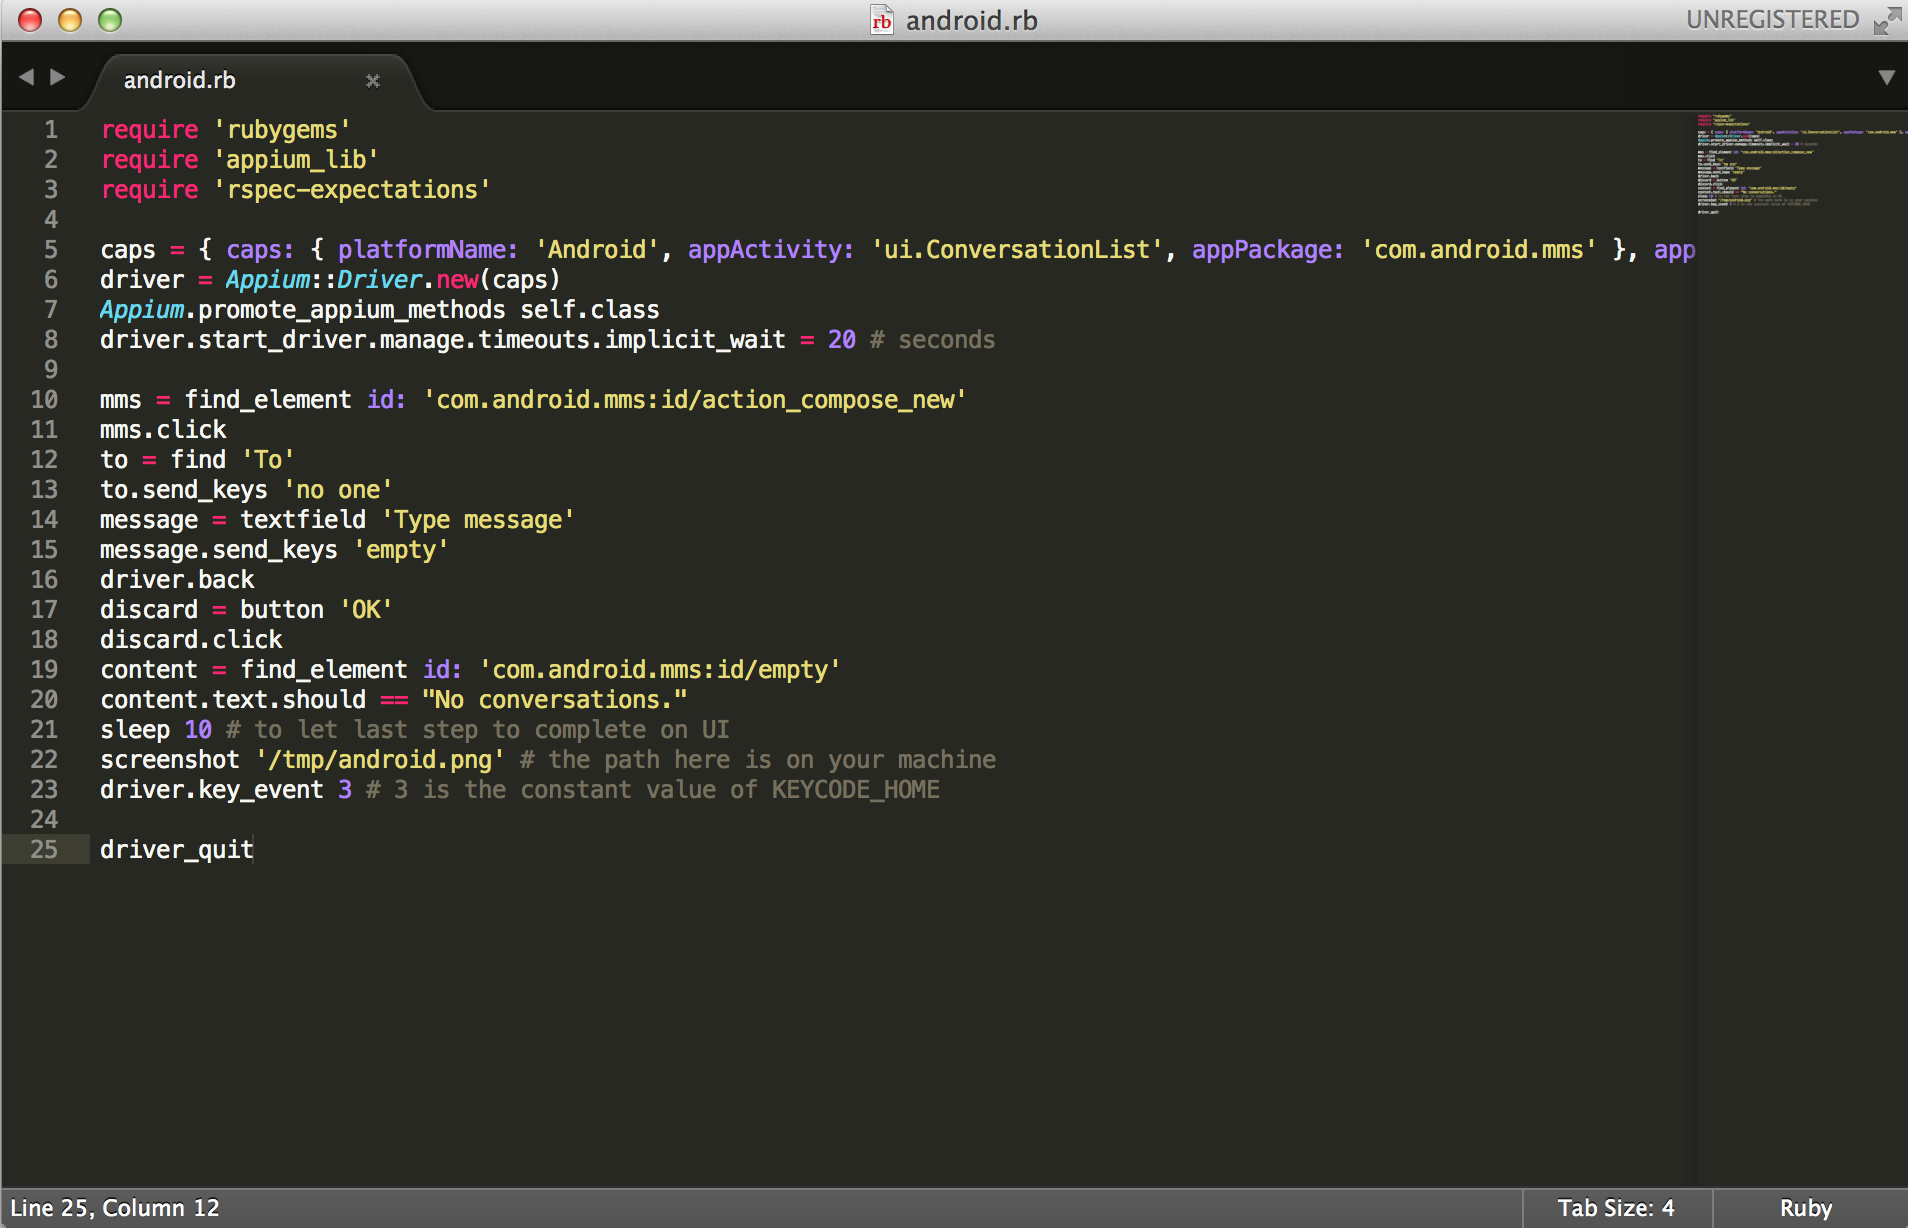 rb android.rb
UNREGISTERED
android.rb
1 require 'rubygems'
2 require 'appium_lib'
3 require 'rspec-expectations'
4
5 caps = { caps: { platformName: 'Android', appActivity: 'ui.ConversationList', appPackage: 'com.android.mms' }, app
6 driver = Appium::Driver.new(caps)
7 Appium.promote_appium_methods self.class
8 driver.start_driver.manage.timeouts.implicit_wait = 20 # seconds
9
10 mms = find_element id: 'com.android.mms:id/action_compose_new'
11 mms.click
12 to = find 'To'
13 to.send_keys 'no one'
14 message = textfield 'Type message'
15 message.send_keys 'empty'
16 driver.back
17 discard = button 'OK'
18 discard.click
19 content = find_element id: 'com.android.mms:id/empty'
20 content.text.should == "No conversations."
21 sleep 10 # to let last step to complete on UI
22 screenshot '/tmp/android.png' # the path here is on your machine
23 driver.key_event 3 # 3 is the constant value of KEYCODE_HOME
24
25 driver_quit
Line 25, Column 12
Tab Size: 4
Ruby